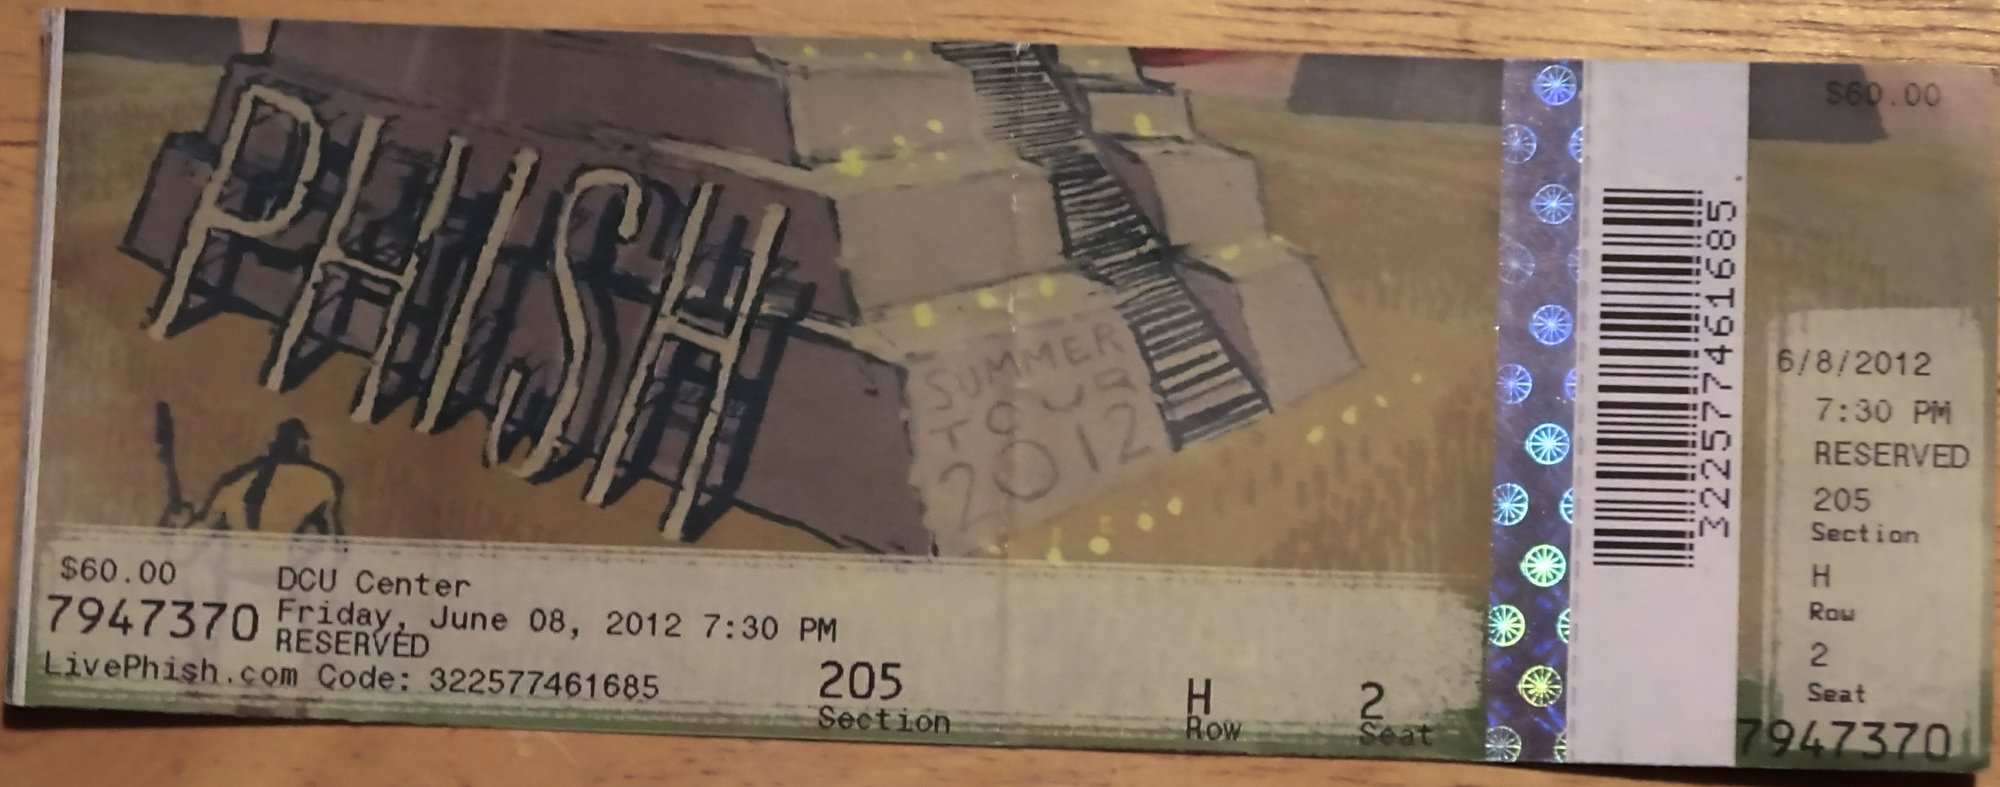 PHISH
SUMMER
TOUR
2012
$60.00
7947370
DCU Center
Friday, June 08, 2012 7:30 PM
RESERVED
LivePhish.com Code: 322577461685
205
Section
H
Row
2
Seat
322577461685
$60.00
6/8/2012
7:30 PM
RESERVED
205
Section
H
Row
2
Seat
7947370